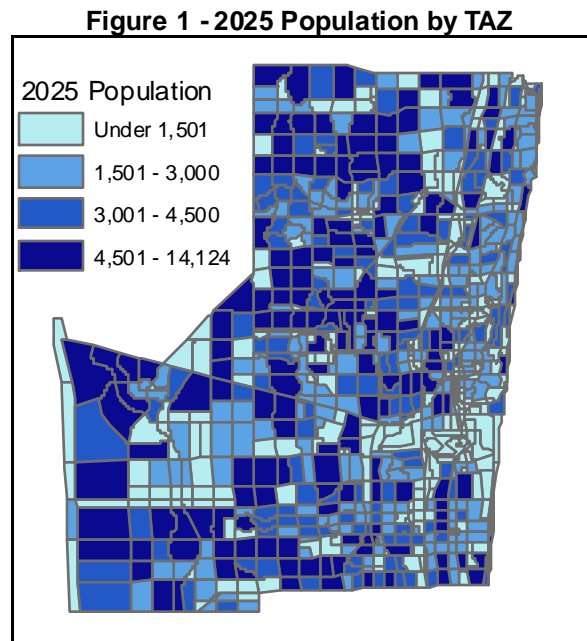 Figure 1 - 2025 Population by TAZ
2025 Population
Under 1,501
1,501 - 3,000
3,001 - 4,500
4,501 - 14,124